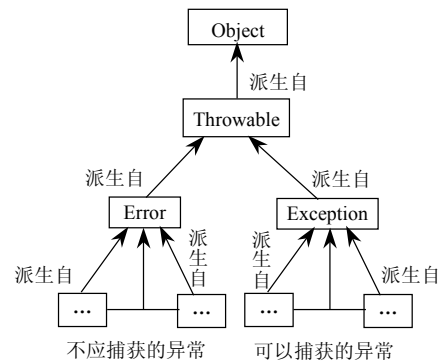 Object
派生自
Throwable
派生自
派生自
Error
Exception
派生自
派生自
派生自
派生自
...
...
...
...
不应捕获的异常
可以捕获的异常